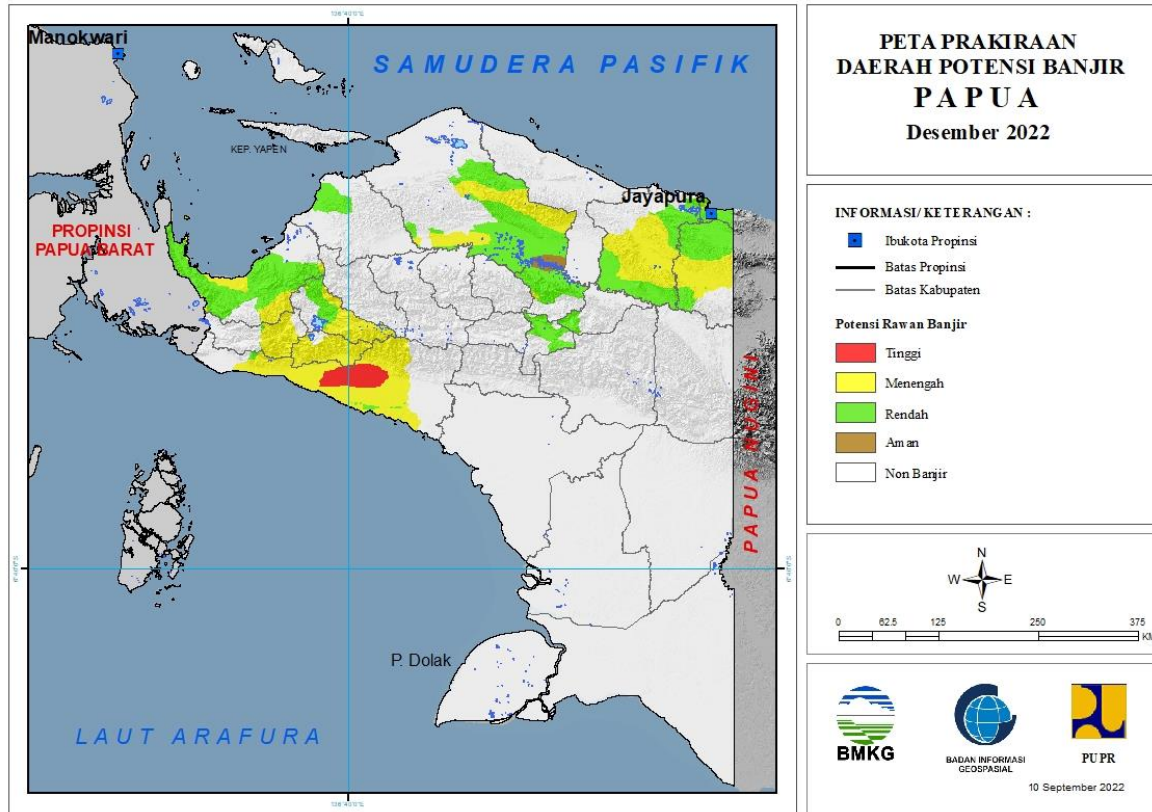 Manokwari
SAMUDERA PASIFIK
KEP. YAPEN
Jayapura
PROPINSI
PAPUA BARAT
PAPUA NUGINI
P. Dolak
LAUT ARAFURA
PETA PRAKIRAAN
DAERAH POTENSI BANJIR
PAPUA
Desember 2022
INFORMASI/ KETERANGAN :
Ibukota Propinsi
Batas Propinsi
Batas Kabupaten
Potensi Rawan Banjir
Tinggi
Menengah
Rendah
Aman
Non Banjir
N
W E
S
0 62.5 125 250 375
KM
BMKG
BADAN INFORMASI
GEOSPASIAL
PUPR
10 September 2022